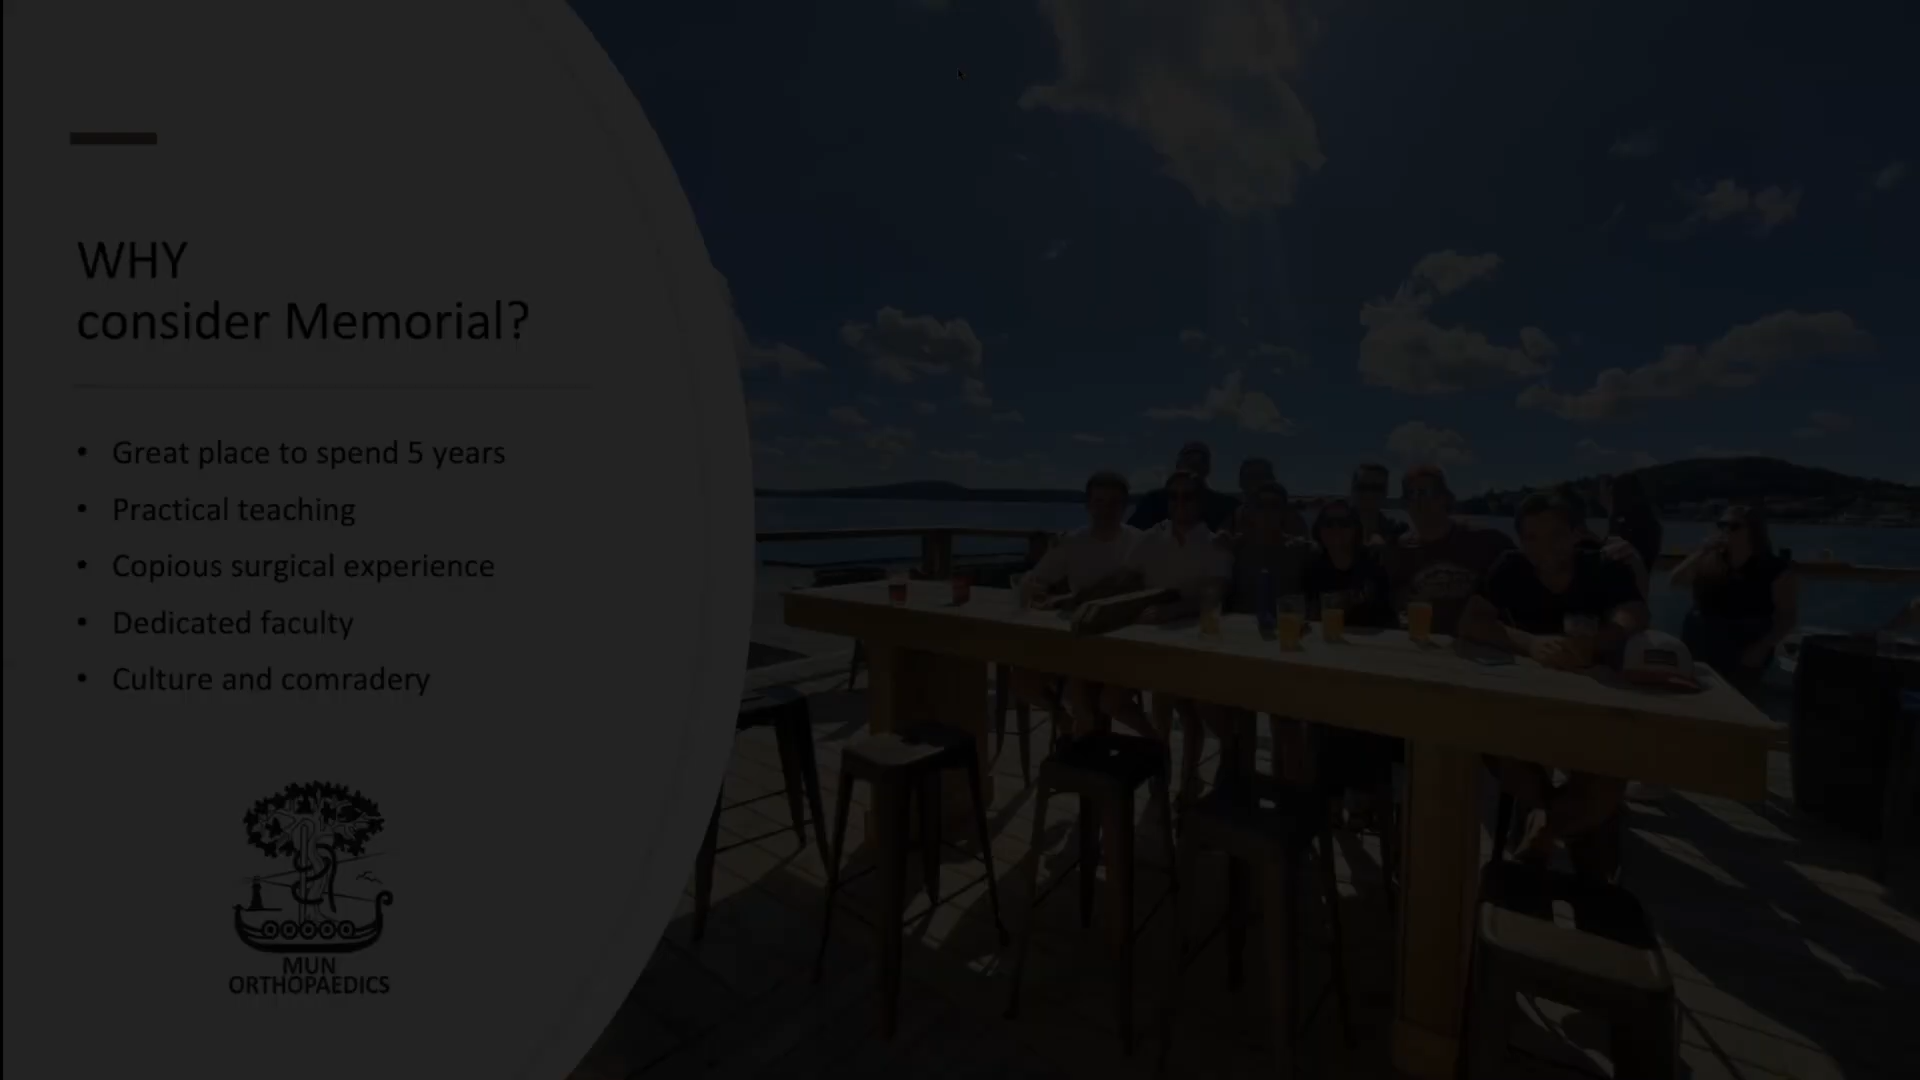 WHY
consider Memorial?
• Great place to spend 5 years
• Practical teaching
• Copious surgical experience
• Dedicated faculty
• Culture and comradery
MUN
ORTHOPAEDICS